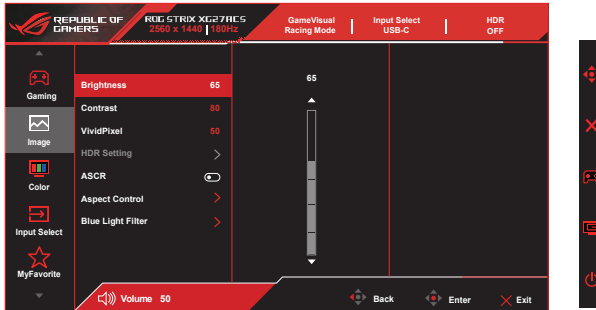 REPUBLIC OF
GAMERS
ROG STRIX XG27ACS
2560 x 1440 180Hz
GameVisual
Racing Mode
Input Select
USB-C
HDR
OFF
Gaming
Image
Color
Input Select
MyFavorite
Brightness 65
Contrast 80
VividPixel 50
HDR Setting
ASCR
Aspect Control
Blue Light Filter
65
Volume 50
Back
Enter
Exit